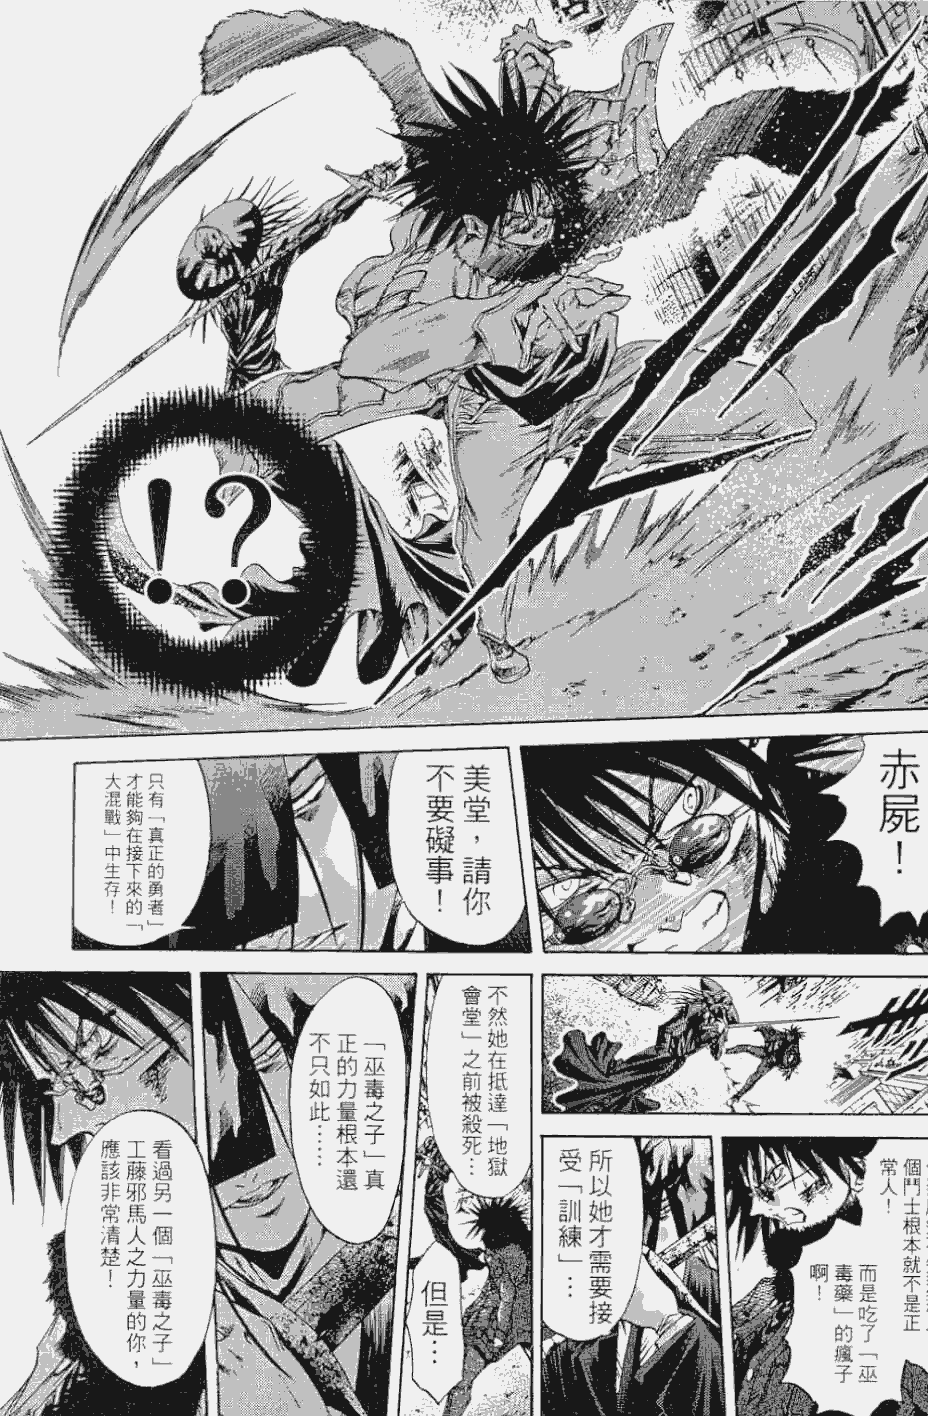 ！？
赤屍！
美堂，請你
不要礙事！
只有「真正的勇者」
才能夠在接下來的「
大混戰」中生存！
個鬥士根本就不是正
常人！
而是吃了「巫
毒藥」的瘋子
啊！
所以她才需要接
受「訓練」…
不然她在抵達「地獄
會堂」之前被殺死…
但是…
「巫毒之子」真
正的力量根本還
不只如此……
看過另一個「巫毒之子」
工藤邪馬人之力量的你，
應該非常清楚！